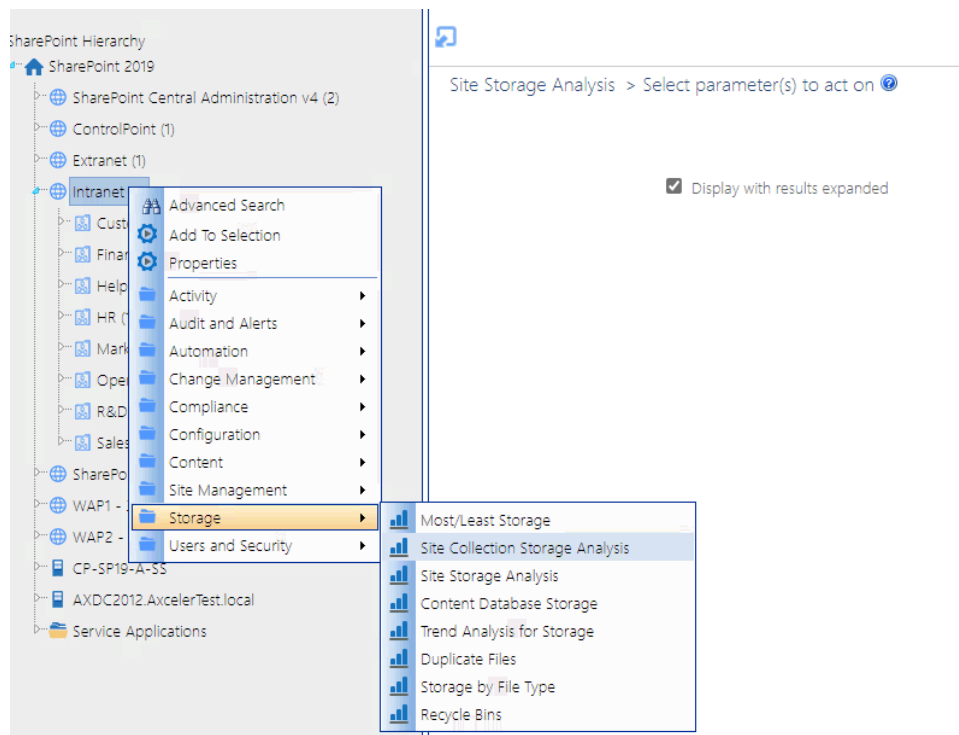 SharePoint Hierarchy
SharePoint 2019
SharePoint Central Administration v4 (2)
ControlPoint (1)
Extranet (1)
Intranet
HR
R&D
Sales
WAP1 -
WAP2 -
CP-SP19-A-SS
AXDC2012.AxcelerTest.local
Service Applications
Advanced Search
Add To Selection
Properties
Activity
Audit and Alerts
Automation
Change Management
Compliance
Configuration
Content
Site Management
Storage
Users and Security
Most/Least Storage
Site Collection Storage Analysis
Site Storage Analysis
Content Database Storage
Trend Analysis for Storage
Duplicate Files
Storage by File Type
Recycle Bins
Site Storage Analysis > Select parameter(s) to act on
Display with results expanded